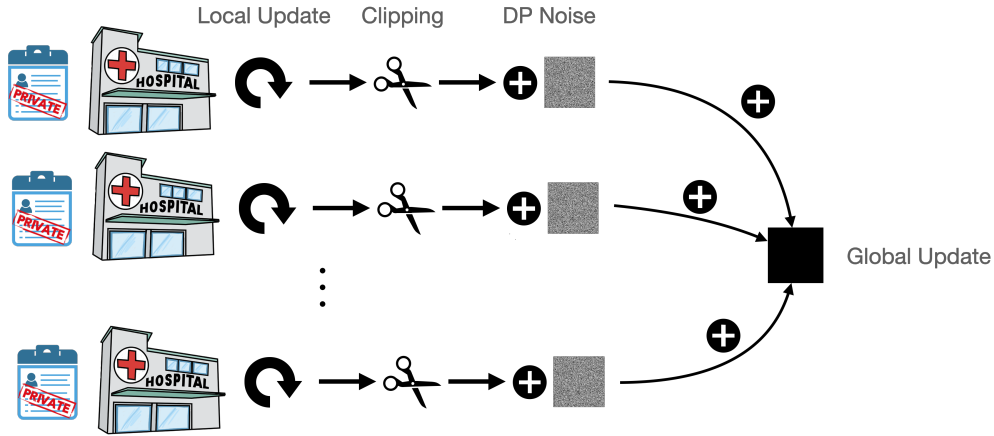 Local Update Clipping DP Noise
PRIVATE
HOSPITAL
PRIVATE
HOSPITAL
Global Update
PRIVATE
HOSPITAL